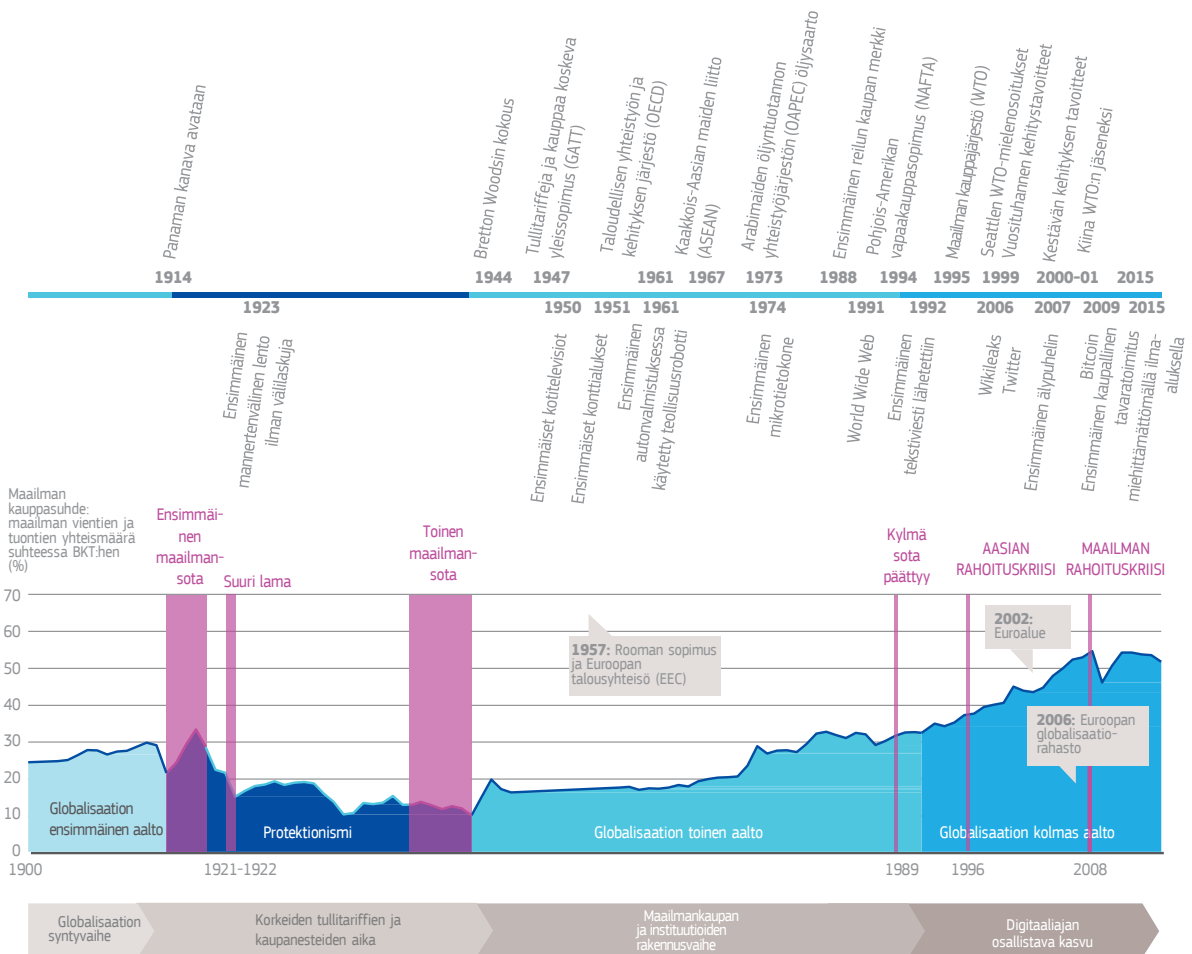 Panaman kanava avataan
Bretton Woodsin kokous
Tullitariffeja ja kauppaa koskeva
yleissopimus (GATT)
Taloudellisen yhteistyön ja
kehityksen järjestö (OECD)
Kaakkois-Aasian maiden liitto
(ASEAN)
Arabimaiden öljyntuotannon
yhteistyöjärjestön (OAPEC) öljysaarto
Ensimmäinen reilun kaupan merkki
Pohjois-Amerikan
vapaakauppasopimus (NAFTA)
Maailman kauppajärjestö (WTO)
Seattlen WTO-mielenosoitukset
Vuosituhannen kehitystavoitteet
Kestävän kehityksen tavoitteet
Kiina WTO:n jäseneksi
1914
1944
1947
1961
1967
1973
1988
1994
1995
1999
2000-01
2015
1923
1950
1951
1961
1974
1991
1992
2006
2007
2009
2015
Ensimmäinen
mannertenvälinen lento
ilman välilaskuja
Ensimmäiset kotitelevisiot
Ensimmäiset konttialukset
Ensimmäinen
autonvalmistuksessa
käytetty teollisuusrobotti
Ensimmäinen
mikrotietokone
World Wide Web
Ensimmäinen
tekstiviesti lähetettiin
Wikileaks
Twitter
Ensimmäinen älypuhelin
Bitcoin
Ensimmäinen kaupallinen
tavaratoimitus
miehittämättömällä ilma-
aluksella
Maailman
kauppasuhde:
maailman vientien ja
tuontien yhteismäärä
suhteessa BKT:hen
(%)
Ensimmäi-
nen
maailman-
sota
Suuri lama
Toinen
maailman-
sota
Kylmä
sota
päättyy
AASIAN
RAHOITUSKRIISI
MAAILMAN
RAHOITUSKRIISI
70
60
50
40
30
20
10
0
1957: Rooman sopimus
ja Euroopan
talousyhteisö (EEC)
2002:
Euroalue
2006: Euroopan
globalisaatio-
rahasto
Globalisaation
ensimmäinen aalto
Protektionismi
Globalisaation toinen aalto
Globalisaation kolmas aalto
1900
1921-1922
1989
1996
2008
Globalisaation
syntyvaihe
Korkeiden tullitariffien ja
kaupanesteiden aika
Maailmankaupan
ja instituutioiden
rakennusvaihe
Digitaaliajan
osallistava kasvu